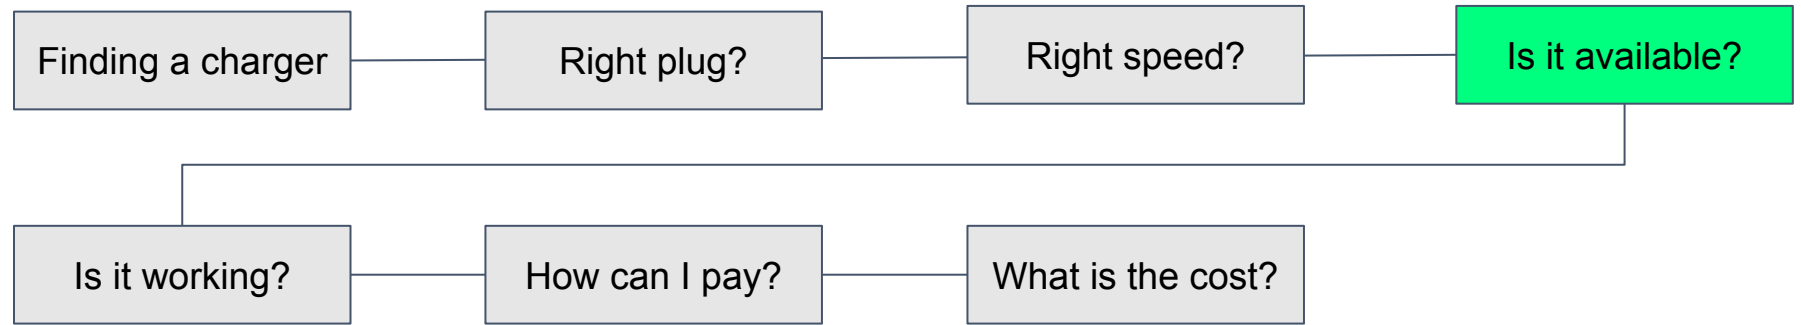 Finding a charger
Right plug?
Right speed?
Is it available?
Is it working?
How can I pay?
What is the cost?